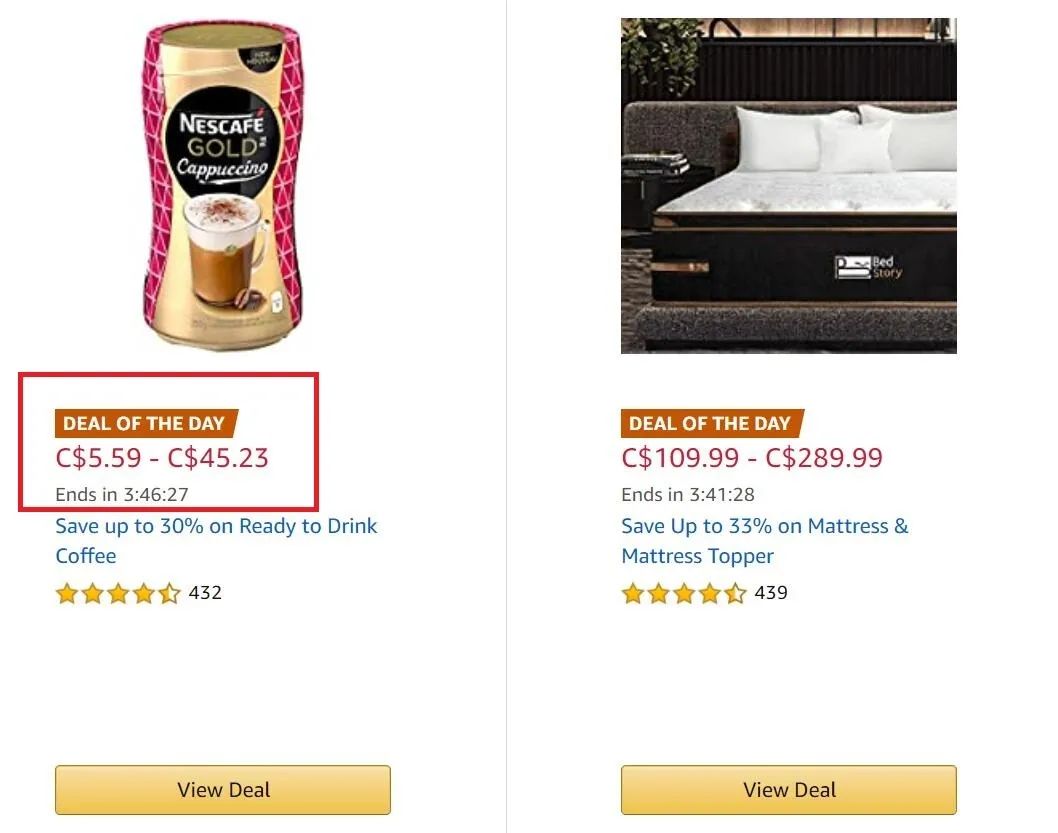 NEW
NOUVEAU
NESCAFÉ
GOLD
Cappuccino
DEAL OF THE DAY
C$5.59 - C$45.23
Ends in 3:46:27
Save up to 30% on Ready to Drink
Coffee
432
View Deal
Bed
Story
DEAL OF THE DAY
C$109.99 - C$289.99
Ends in 3:41:28
Save Up to 33% on Mattress &
Mattress Topper
439
View Deal